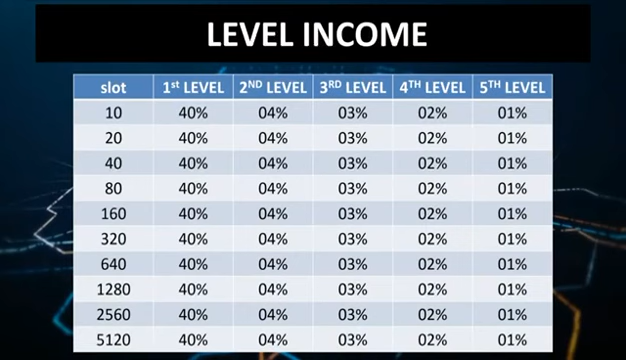 LEVEL INCOME
slot 1st LEVEL 2ND LEVEL 3RD LEVEL 4TH LEVEL 5TH LEVEL
10 40% 04% 03% 02% 01%
20 40% 04% 03% 02% 01%
40 40% 04% 03% 02% 01%
80 40% 04% 03% 02% 01%
160 40% 04% 03% 02% 01%
320 40% 04% 03% 02% 01%
640 40% 04% 03% 02% 01%
1280 40% 04% 03% 02% 01%
2560 40% 04% 03% 02% 01%
5120 40% 04% 03% 02% 01%